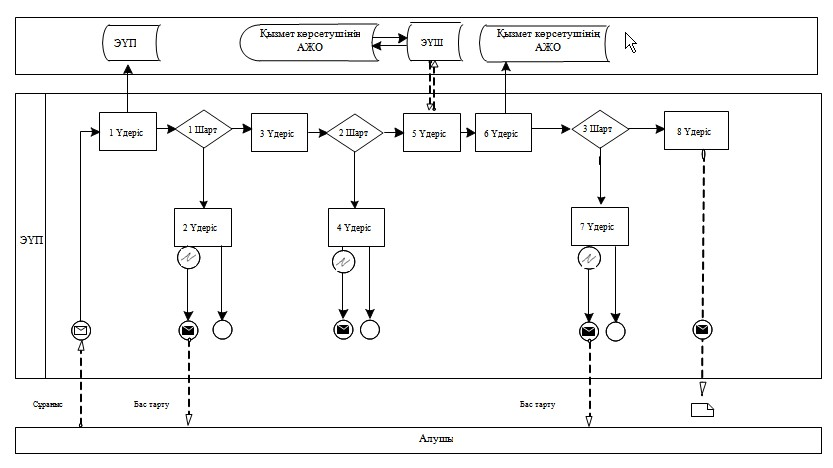 ЭҮП
Қызмет көрсетушінің
АЖО
ЭҮШ
Қызмет көрсетушінің
АЖО
ЭҮП
1 Үдеріс
1 Шарт
3 Үдеріс
2 Шарт
5 Үдеріс
6 Үдеріс
3 Шарт
8 Үдеріс
2 Үдеріс
4 Үдеріс
7 Үдеріс
Сұраныс
Бас тарту
Бас тарту
Алушы